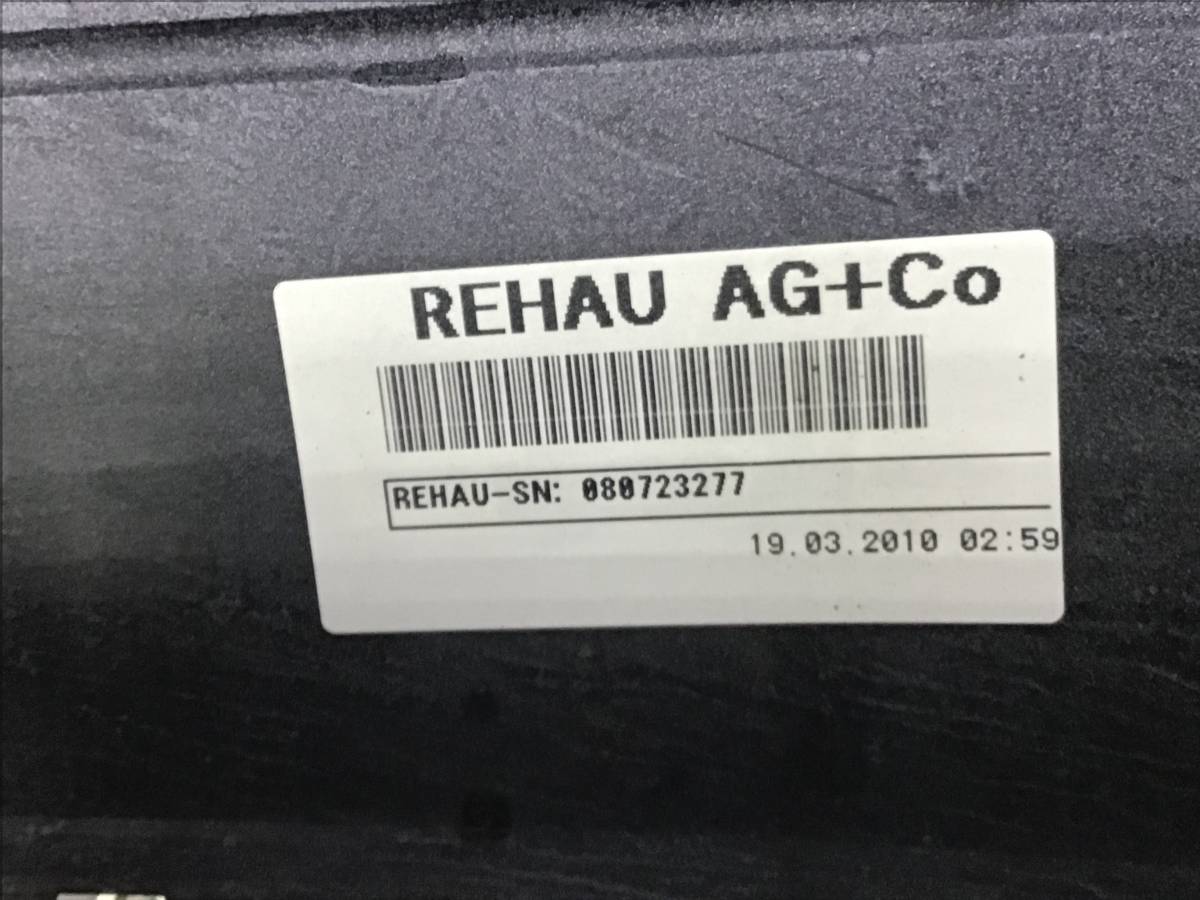 REHAU AG+Co
REHAU-SN: 080723277
19.03.2010 02:59